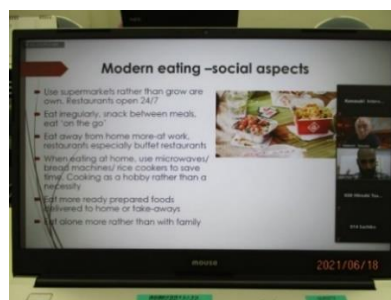 Modern eating –social aspects
Use supermarkets rather than grow are
own. Restaurants open 24/7
Eat irregularly, snack between meals,
eat 'on the go'
Eat away from home more-at work,
restaurants especially buffet restaurants
When eating at home, use microwaves/
bread machines/ rice cookers to save
time. Cooking as a hobby rather than a
necessity
Eat more ready prepared foods
delivered to home or take-aways
Eat alone more rather than with family
mouse
2021/06/18